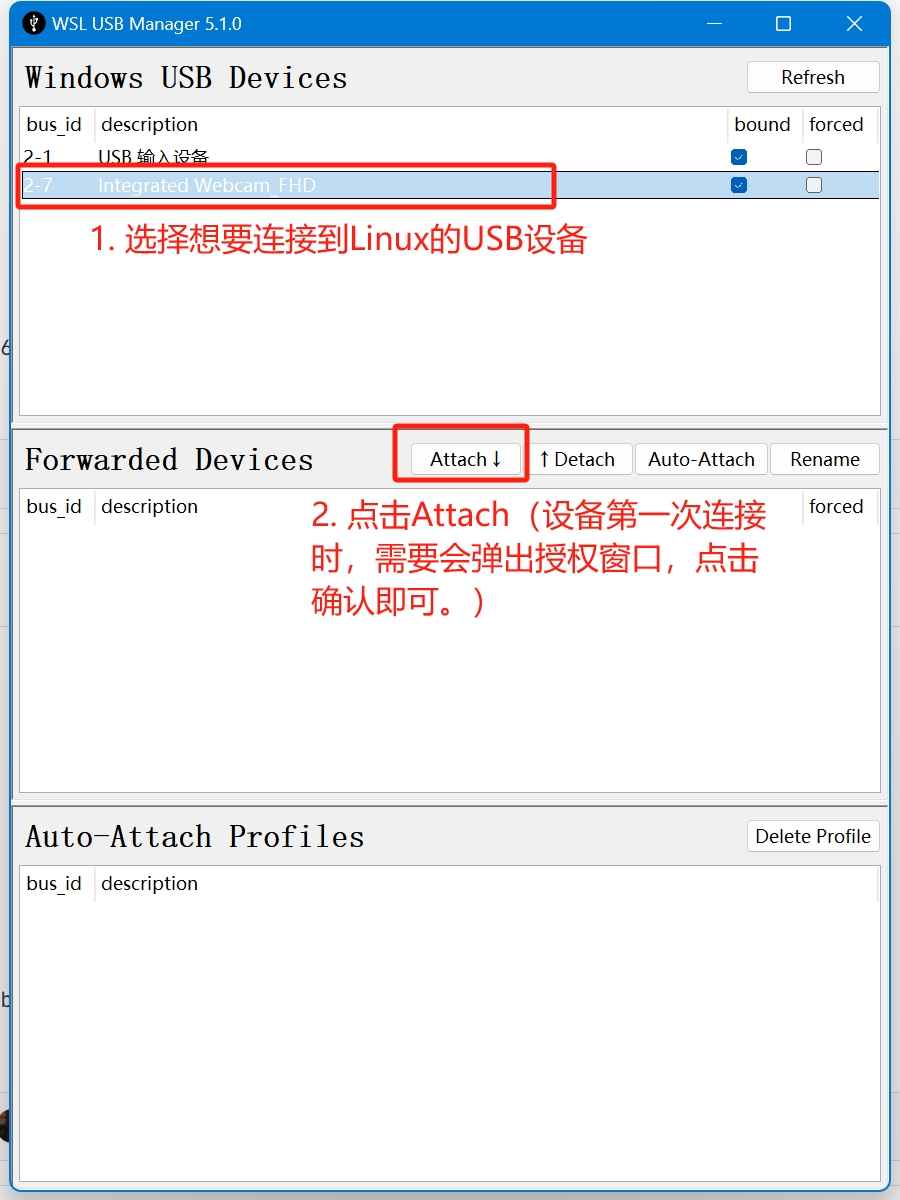 WSL USB Manager 5.1.0
Windows USB Devices
Refresh
bus_id description bound forced
2-1 USB 输入设备
2-7 Integrated Webcam_FHD
1. 选择想要连接到Linux的USB设备
Forwarded Devices
Attach↓ ↑Detach Auto-Attach Rename
bus_id description forced
2. 点击Attach（设备第一次连接
时，需要会弹出授权窗口，点击
确认即可。）
Auto-Attach Profiles
Delete Profile
bus_id description